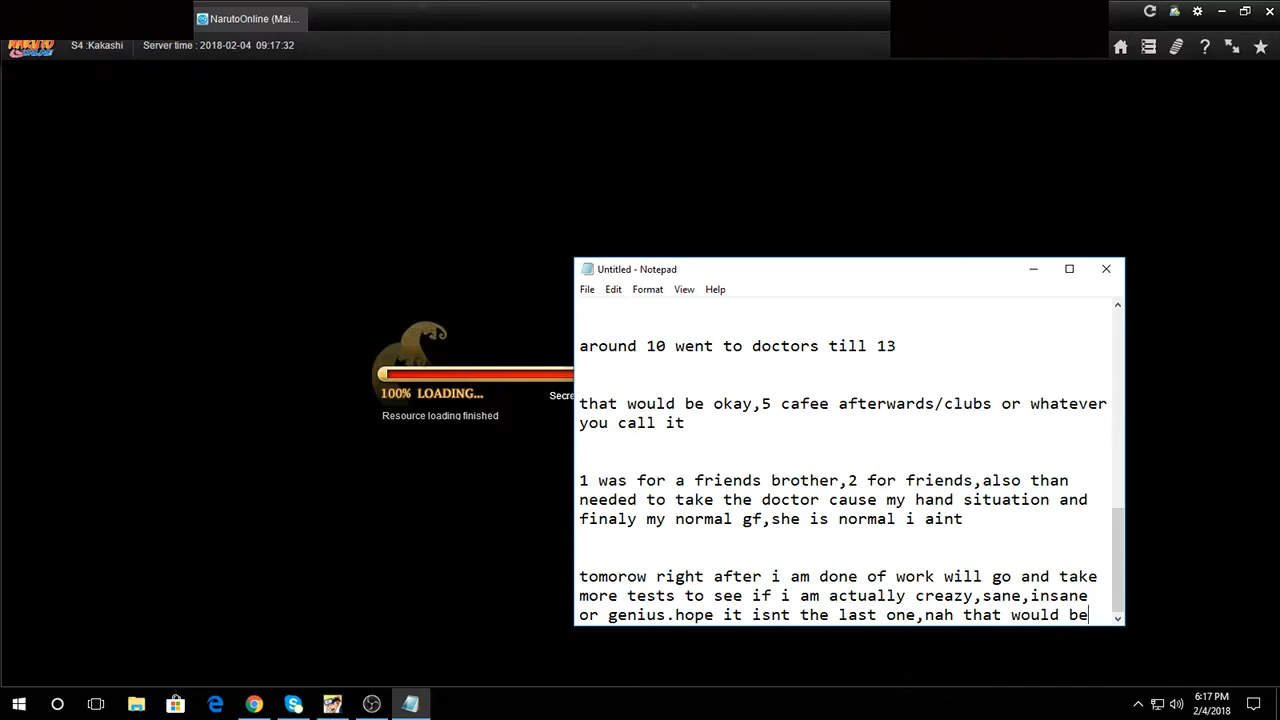 NarutoOnline (Mai...
NARUTO
ONLINE
S4 :Kakashi
Server time : 2018-02-04 09:17:32
Untitled - Notepad
File Edit Format View Help
around 10 went to doctors till 13
that would be okay,5 cafee afterwards/clubs or whatever
you call it
1 was for a friends brother,2 for friends,also than
needed to take the doctor cause my hand situation and
finaly my normal gf,she is normal i aint
tomorow right after i am done of work will go and take
more tests to see if i am actually creazy,sane,insane
or genius.hope it isnt the last one,nah that would be
100% LOADING...
Secre
Resource loading finished
6:17 PM
2/4/2018